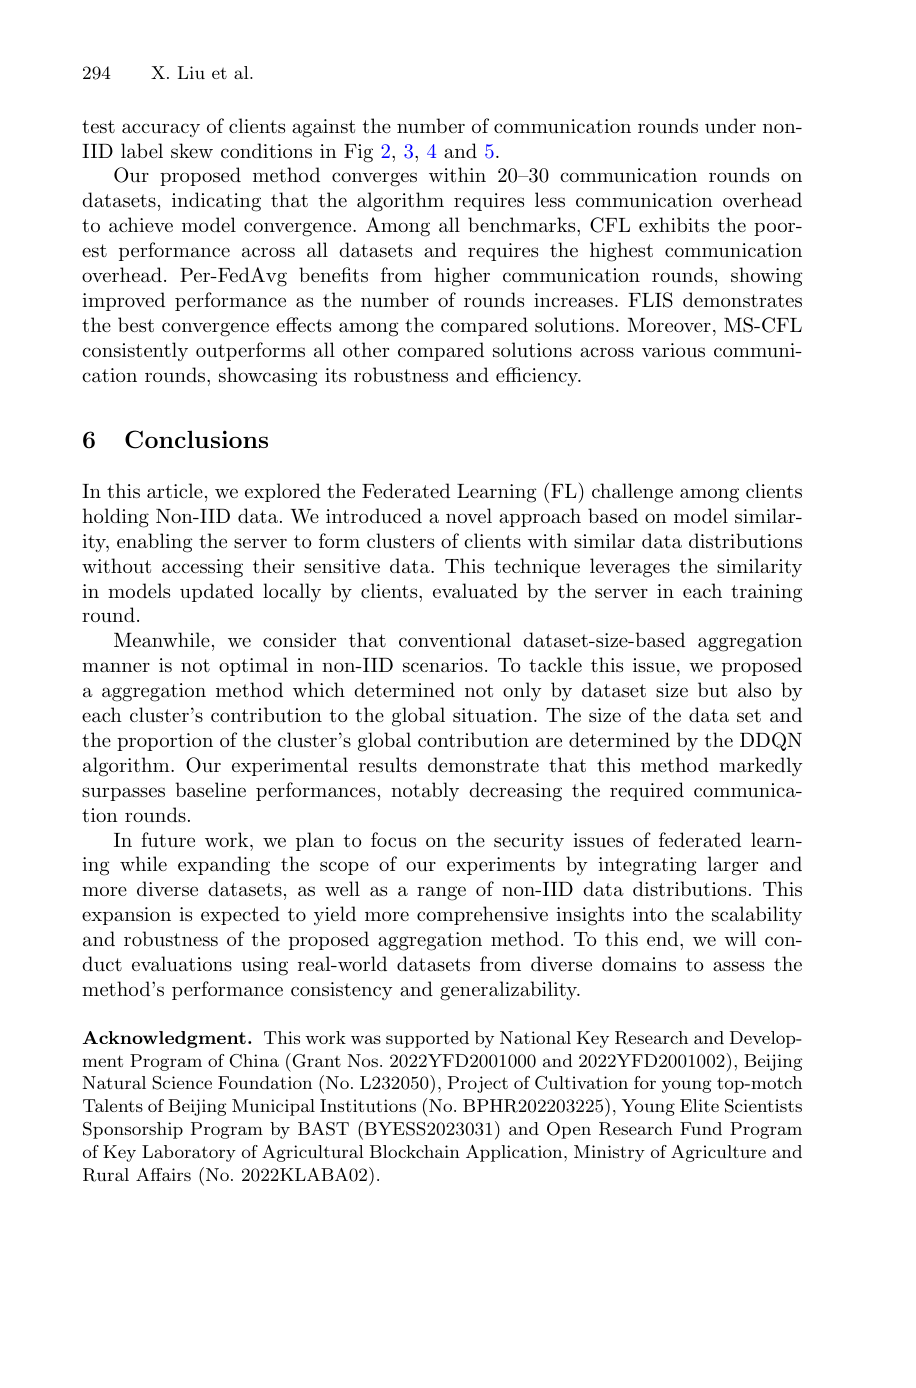 294 X. Liu et al.
test accuracy of clients against the number of communication rounds under non-
IID label skew conditions in Fig 2, 3, 4 and 5.
Our proposed method converges within 20–30 communication rounds on
datasets, indicating that the algorithm requires less communication overhead
to achieve model convergence. Among all benchmarks, CFL exhibits the poor-
est performance across all datasets and requires the highest communication
overhead. Per-FedAvg benefits from higher communication rounds, showing
improved performance as the number of rounds increases. FLIS demonstrates
the best convergence effects among the compared solutions. Moreover, MS-CFL
consistently outperforms all other compared solutions across various communi-
cation rounds, showcasing its robustness and efficiency.
6 Conclusions
In this article, we explored the Federated Learning (FL) challenge among clients
holding Non-IID data. We introduced a novel approach based on model similar-
ity, enabling the server to form clusters of clients with similar data distributions
without accessing their sensitive data. This technique leverages the similarity
in models updated locally by clients, evaluated by the server in each training
round.
Meanwhile, we consider that conventional dataset-size-based aggregation
manner is not optimal in non-IID scenarios. To tackle this issue, we proposed
a aggregation method which determined not only by dataset size but also by
each cluster's contribution to the global situation. The size of the data set and
the proportion of the cluster's global contribution are determined by the DDQN
algorithm. Our experimental results demonstrate that this method markedly
surpasses baseline performances, notably decreasing the required communica-
tion rounds.
In future work, we plan to focus on the security issues of federated learn-
ing while expanding the scope of our experiments by integrating larger and
more diverse datasets, as well as a range of non-IID data distributions. This
expansion is expected to yield more comprehensive insights into the scalability
and robustness of the proposed aggregation method. To this end, we will con-
duct evaluations using real-world datasets from diverse domains to assess the
method's performance consistency and generalizability.
Acknowledgment. This work was supported by National Key Research and Develop-
ment Program of China (Grant Nos. 2022YFD2001000 and 2022YFD2001002), Beijing
Natural Science Foundation (No. L232050), Project of Cultivation for young top-motch
Talents of Beijing Municipal Institutions (No. BPHR202203225), Young Elite Scientists
Sponsorship Program by BAST (BYESS2023031) and Open Research Fund Program
of Key Laboratory of Agricultural Blockchain Application, Ministry of Agriculture and
Rural Affairs (No. 2022KLABA02).